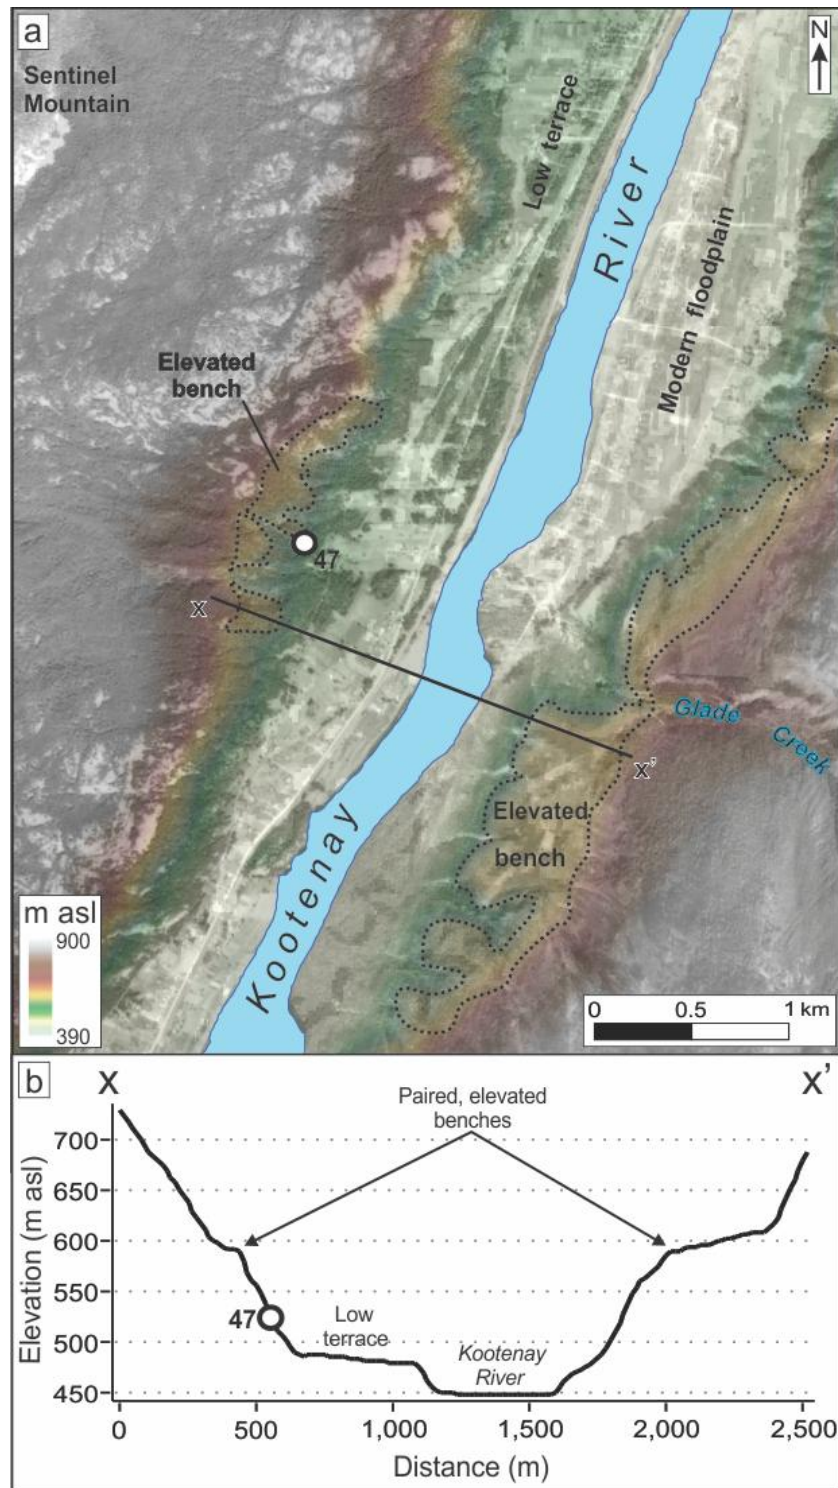 a
N
Sentinel
Mountain
Low terrace
River
Modern floodplain
Elevated
bench
47
X
X'
Glade Creek
Elevated
bench
Kootenay
m asl
900
390
0 0.5 1 km
b
X X'
Paired, elevated
benches
700
650
600
550
500
450
Elevation (m asl)
47
Low
terrace
Kootenay
River
0 500 1,000 1,500 2,000 2,500
Distance (m)